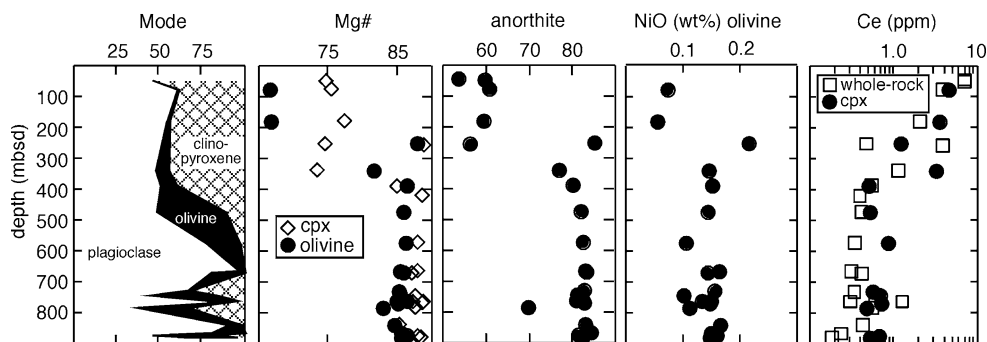 Mode Mg# anorthite NiO (wt%) olivine Ce (ppm)
25 50 75 75 85 60 70 80 0.1 0.2 1.0 10
depth (mbsd)
100
200
300
400
500
600
700
800
clino-
pyroxene
olivine
plagioclase
cpx
olivine
whole-rock
cpx